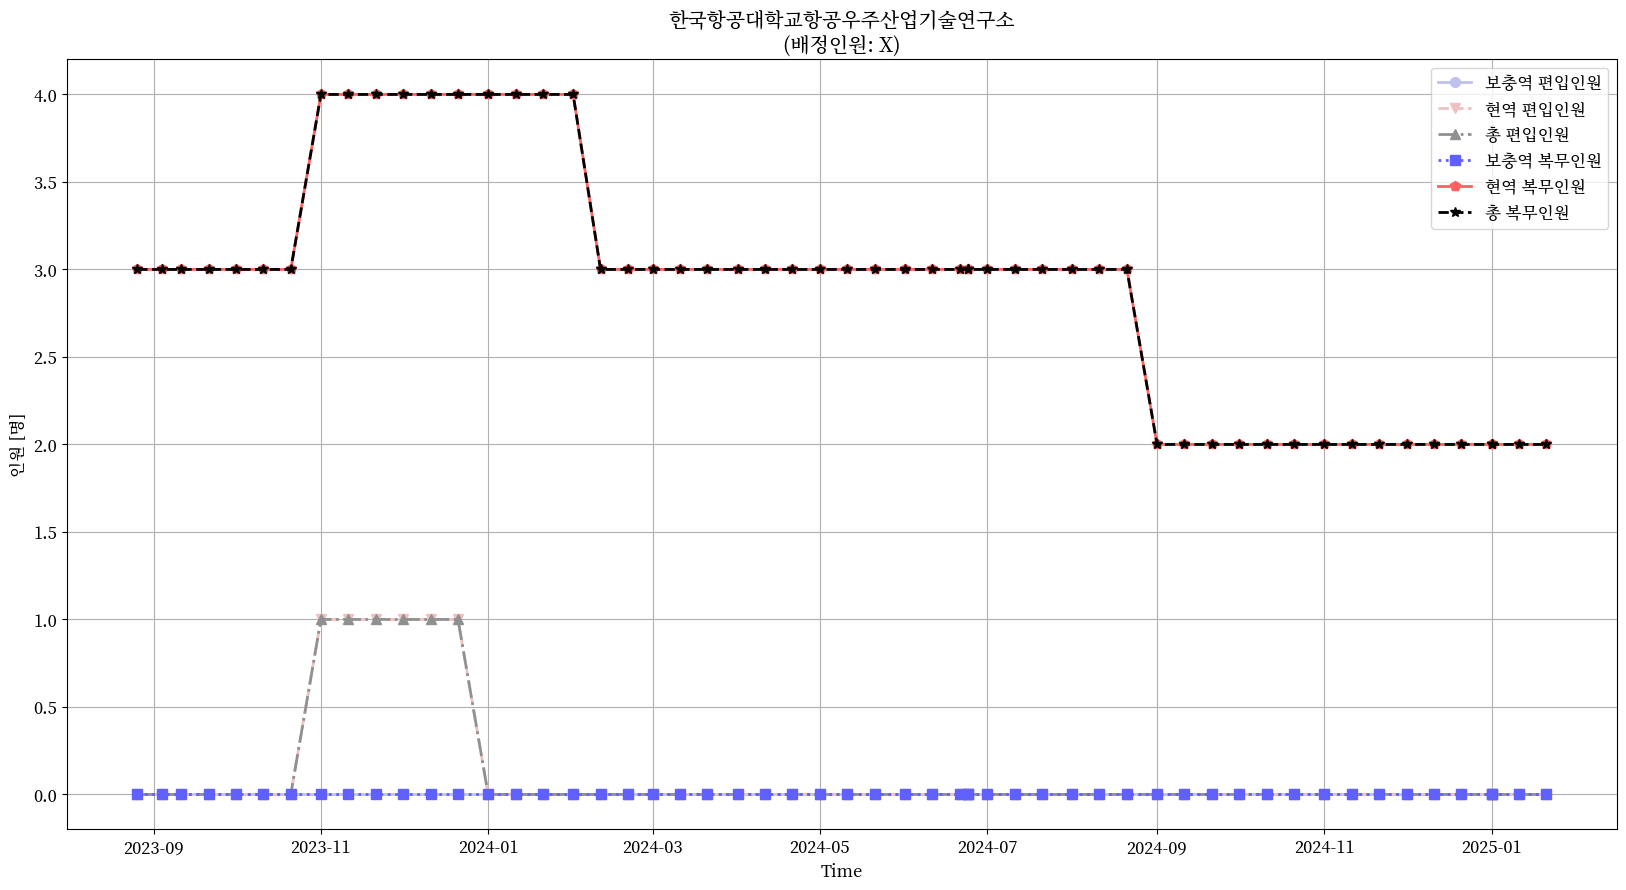 한국항공대학교항공우주산업기술연구소
(배정인원: X)
보충역 편입인원
현역 편입인원
총 편입인원
보충역 복무인원
현역 복무인원
총 복무인원
인원 [명]
4.0
3.5
3.0
2.5
2.0
1.5
1.0
0.5
0.0
2023-09 2023-11 2024-01 2024-03 2024-05 2024-07 2024-09 2024-11 2025-01
Time